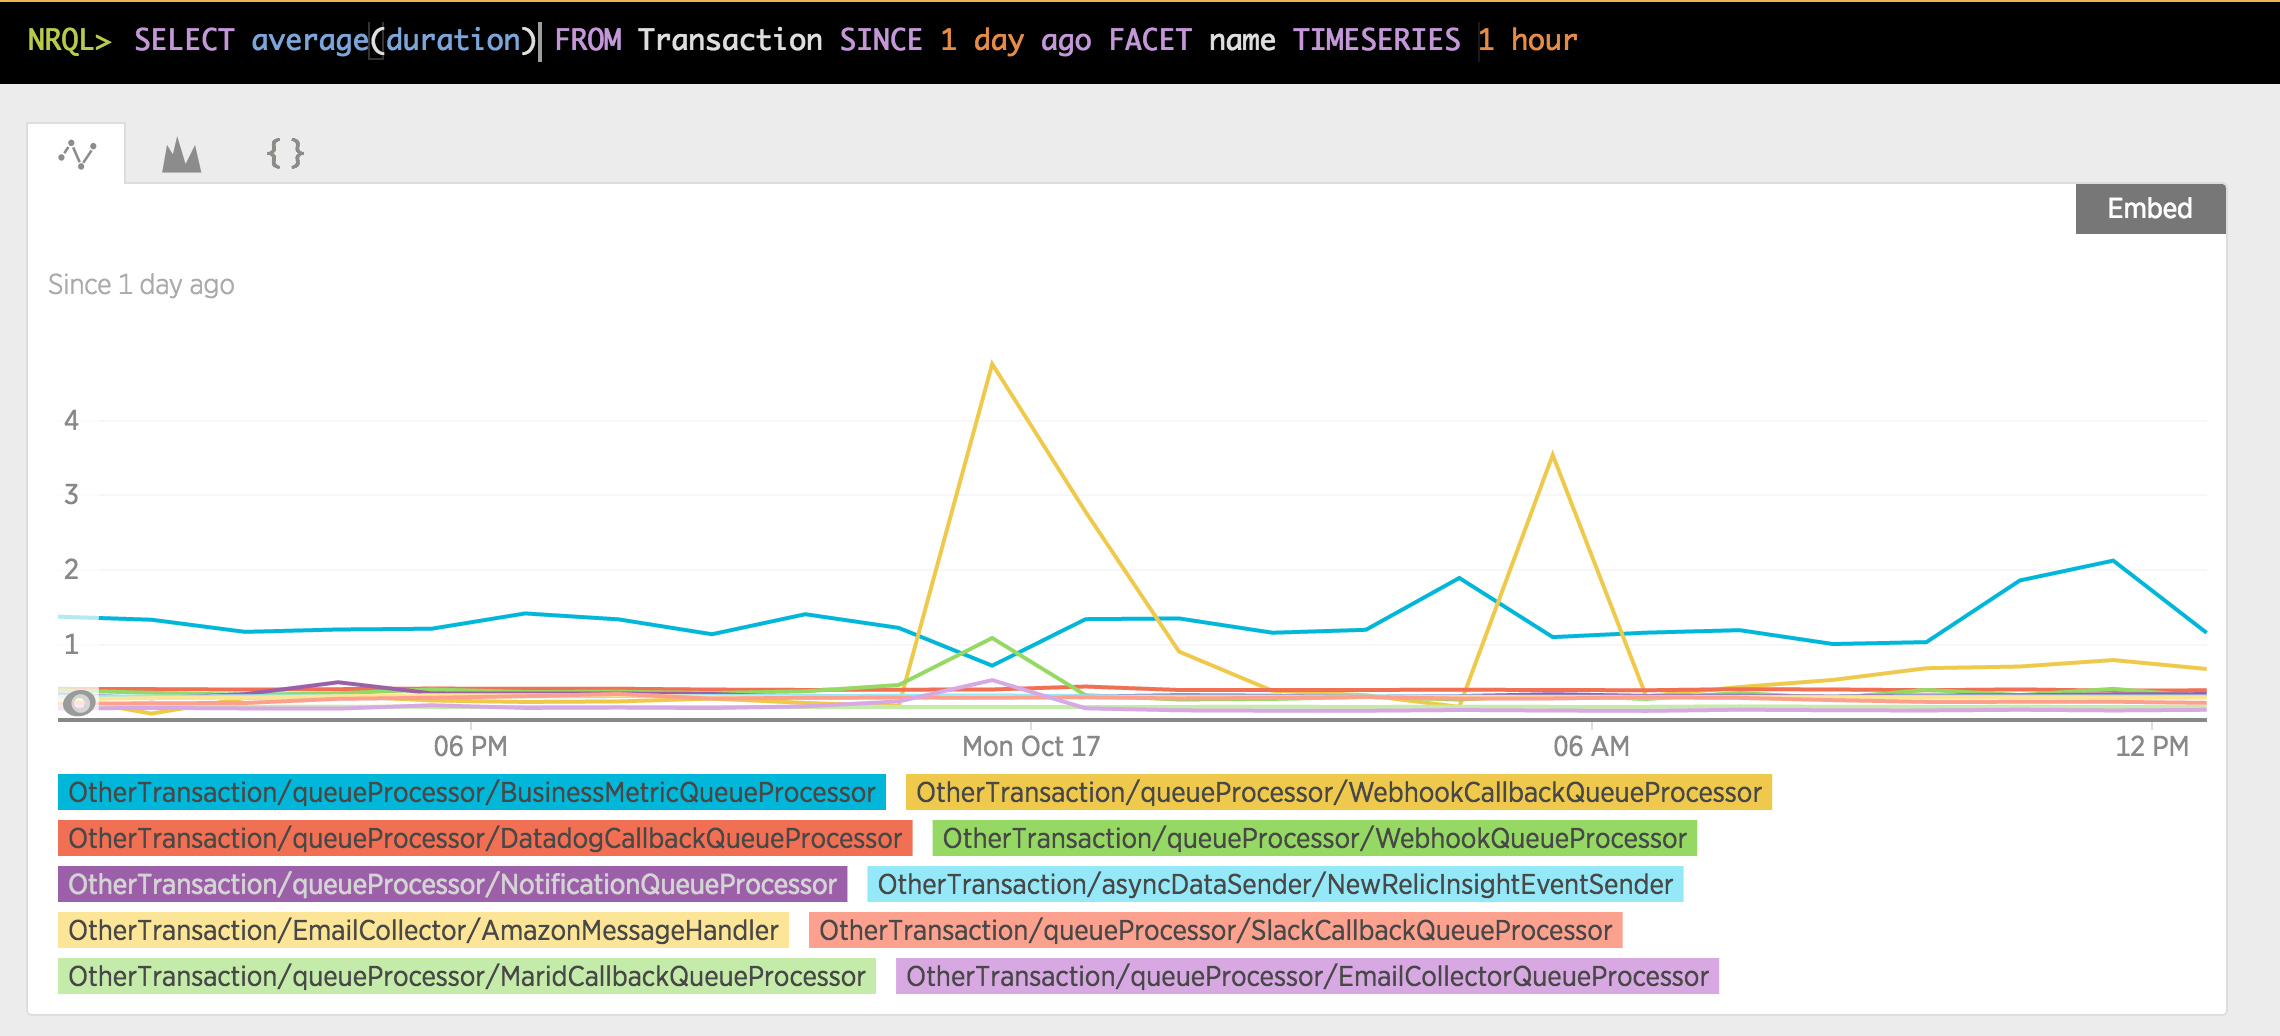 NRQL> SELECT average(duration) FROM Transaction SINCE 1 day ago FACET name TIMESERIES 1 hour
{ }
Embed
Since 1 day ago
4
3
2
1
06 PM Mon Oct 17 06 AM 12 PM
OtherTransaction/queueProcessor/BusinessMetricQueueProcessor OtherTransaction/queueProcessor/WebhookCallbackQueueProcessor
OtherTransaction/queueProcessor/DatadogCallbackQueueProcessor OtherTransaction/queueProcessor/WebhookQueueProcessor
OtherTransaction/queueProcessor/NotificationQueueProcessor OtherTransaction/asyncDataSender/NewRelicInsightEventSender
OtherTransaction/EmailCollector/AmazonMessageHandler OtherTransaction/queueProcessor/SlackCallbackQueueProcessor
OtherTransaction/queueProcessor/MaridCallbackQueueProcessor OtherTransaction/queueProcessor/EmailCollectorQueueProcessor